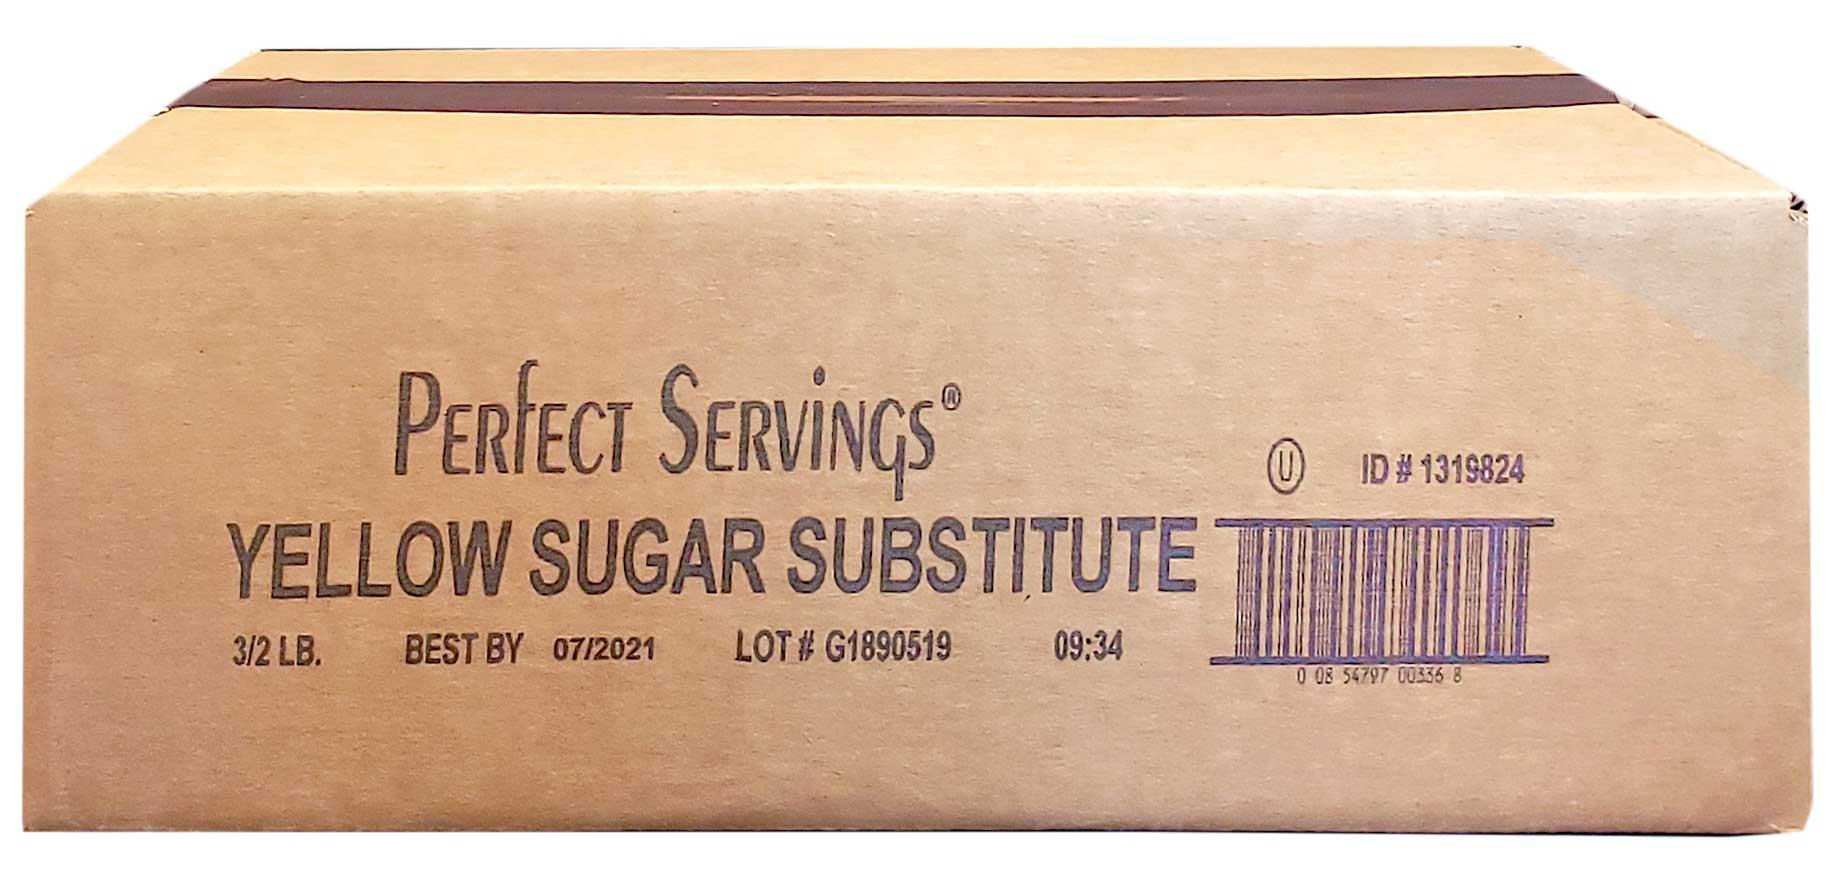 PERfECT SERViNGS®
YELLOW SUGAR SUBSTITUTE
3/2 LB. BEST BY 07/2021 LOT # G1890519 09:34
U ID # 1319824
0 08 54797 00336 8